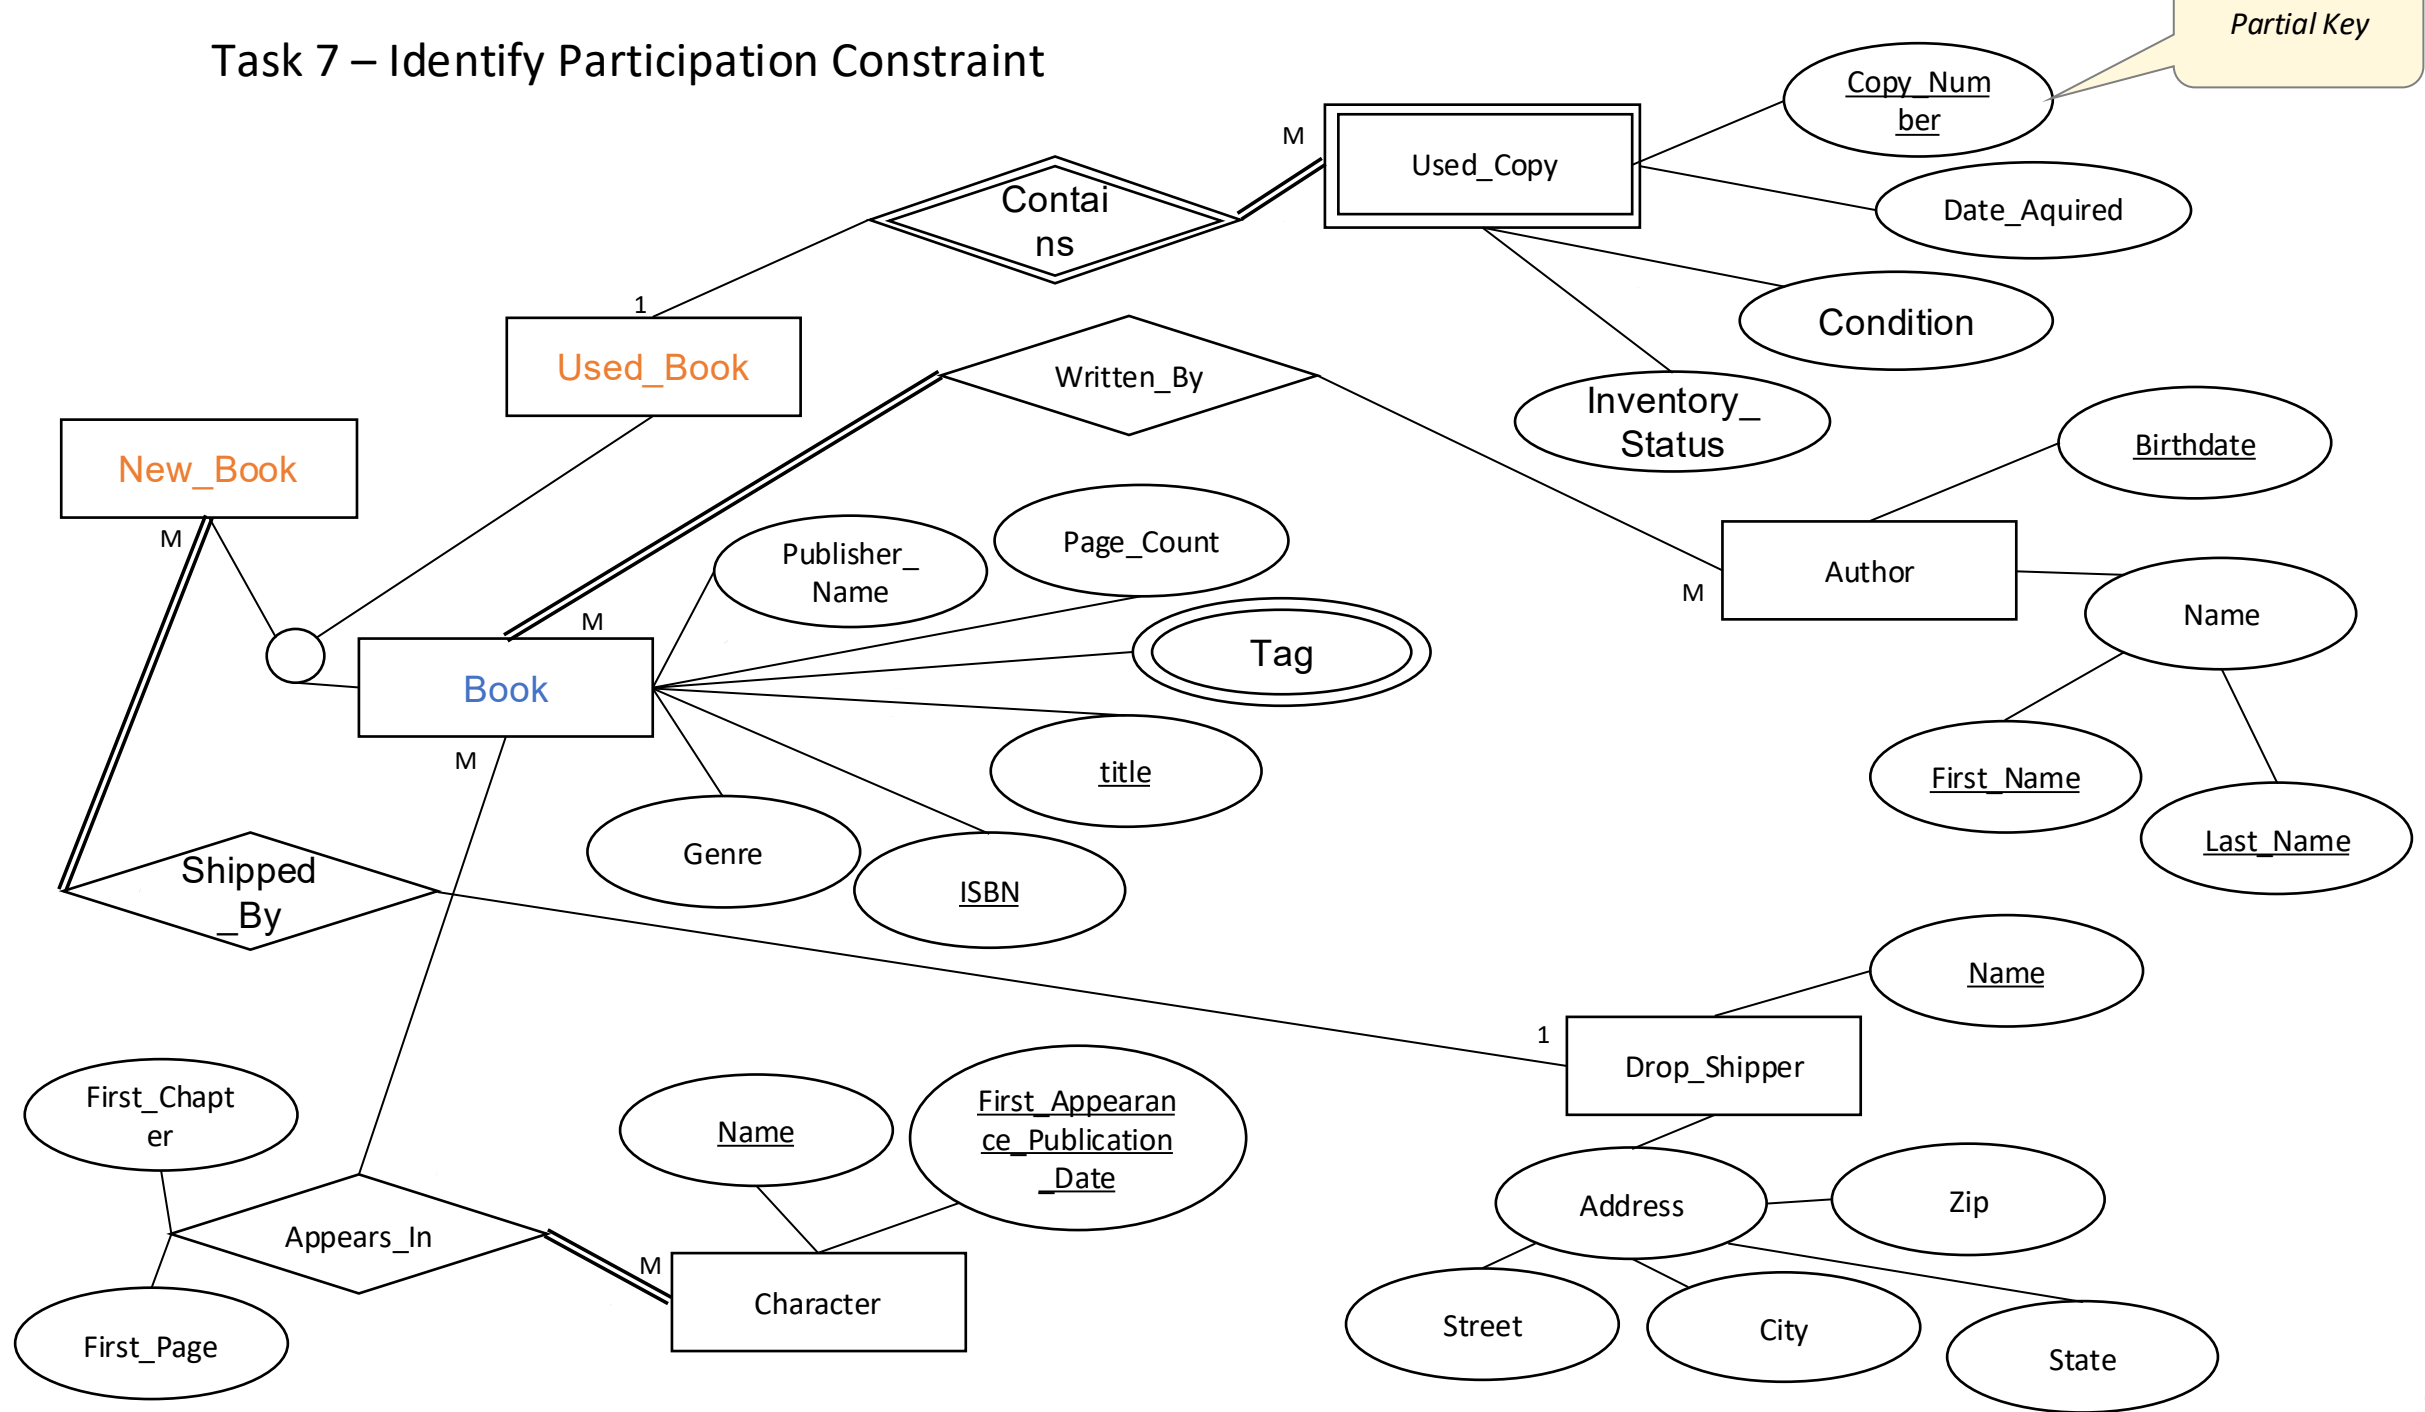 Partial Key
Task 7 – Identify Participation Constraint
Copy_Num
ber
M
Used_Copy
Contai
ns
Date_Aquired
1
Condition
Used_Book
Written_By
Inventory_
Status
Birthdate
New_Book
M
Publisher_
Name
Page_Count
Author
M
Name
M
Tag
Book
M
title
First_Name
Last_Name
Genre
ISBN
Shipped
_By
Name
1
Drop_Shipper
First_Chapt
er
Name
First_Appearan
ce_Publication
_Date
Address
Zip
Appears_In
M
Character
Street
City
State
First_Page